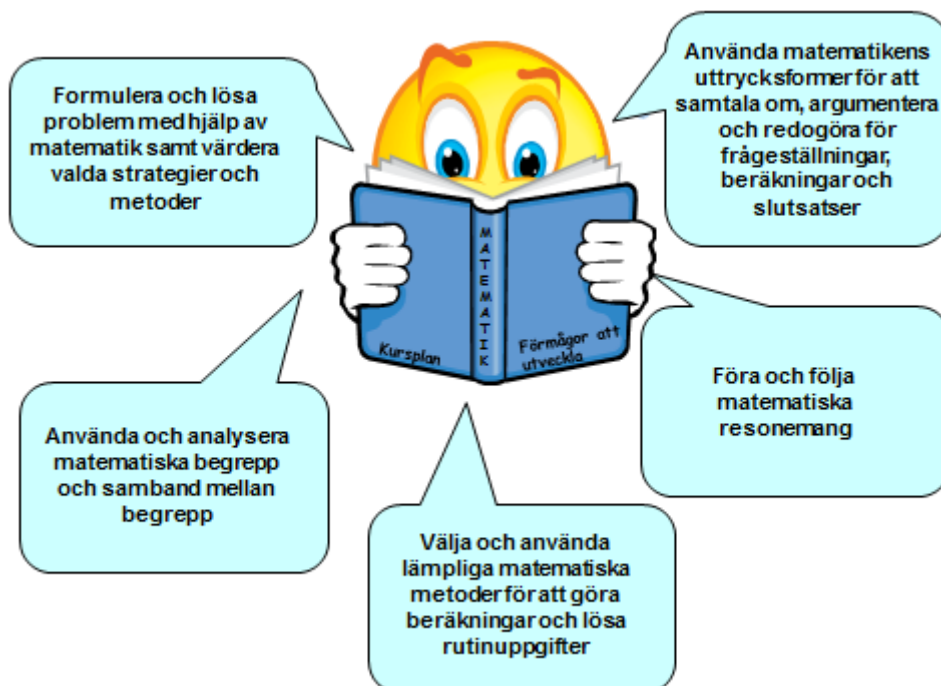 Formulera och lösa
problem med hjälp av
matematik samt värdera
valda strategier och
metoder
Använda matematikens
uttrycksformer för att
samtala om, argumentera
och redogöra för
frågeställningar,
beräkningar och
slutsatser
MATEMATIK
Kursplan
Förmågor att
utveckla
Använda och analysera
matematiska begrepp
och samband mellan
begrepp
Föra och följa
matematiska
resonemang
Välja och använda
lämpliga matematiska
metoder för att göra
beräkningar och lösa
rutinuppgifter